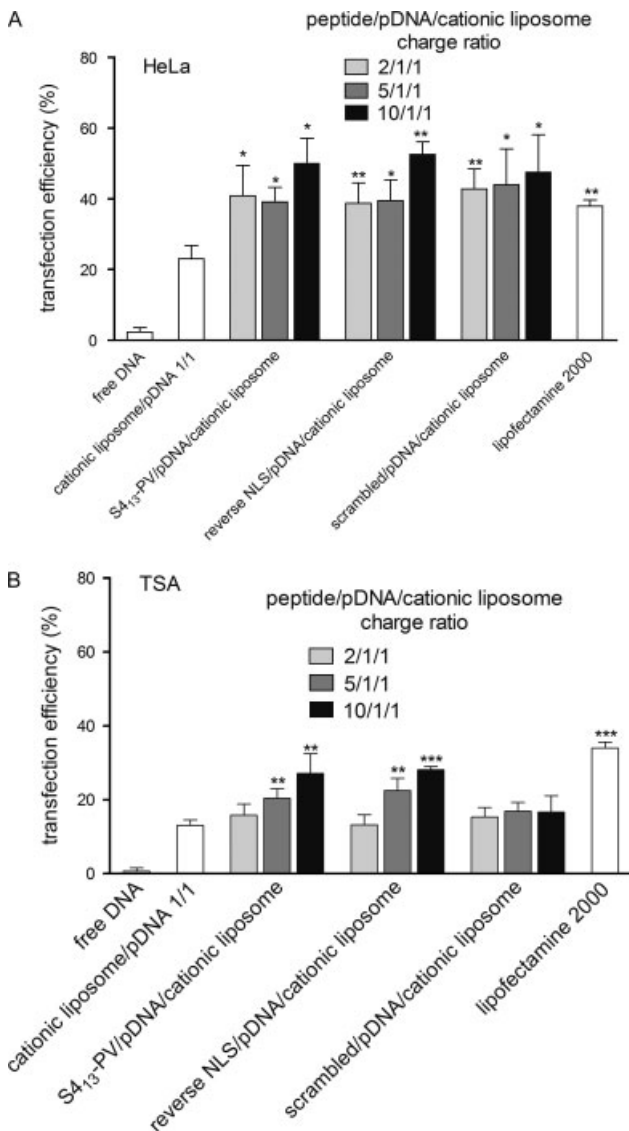 A
peptide/pDNA/cationic liposome
charge ratio
HeLa
2/1/1
5/1/1
10/1/1
transfection efficiency (%)
80
60
40
20
0
* * *
** * **
** * *
**
free DNA
cationic liposome/pDNA 1/1
S4₁₃-PV/pDNA/cationic liposome
reverse NLS/pDNA/cationic liposome
scrambled/pDNA/cationic liposome
lipofectamine 2000
B
TSA
peptide/pDNA/cationic liposome
charge ratio
2/1/1
5/1/1
10/1/1
transfection efficiency (%)
80
60
40
20
0
** **
** ***
***
free DNA
cationic liposome/pDNA 1/1
S4₁₃-PV/pDNA/cationic liposome
reverse NLS/pDNA/cationic liposome
scrambled/pDNA/cationic liposome
lipofectamine 2000